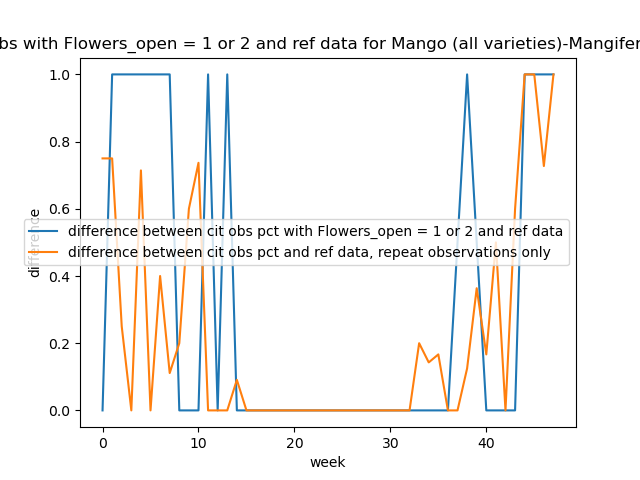 bs with Flowers_open = 1 or 2 and ref data for Mango (all varieties)-Mangifer
1.0
0.8
0.6
0.4
0.2
0.0
difference
difference between cit obs pct with Flowers_open = 1 or 2 and ref data
difference between cit obs pct and ref data, repeat observations only
0
10
20
30
40
week